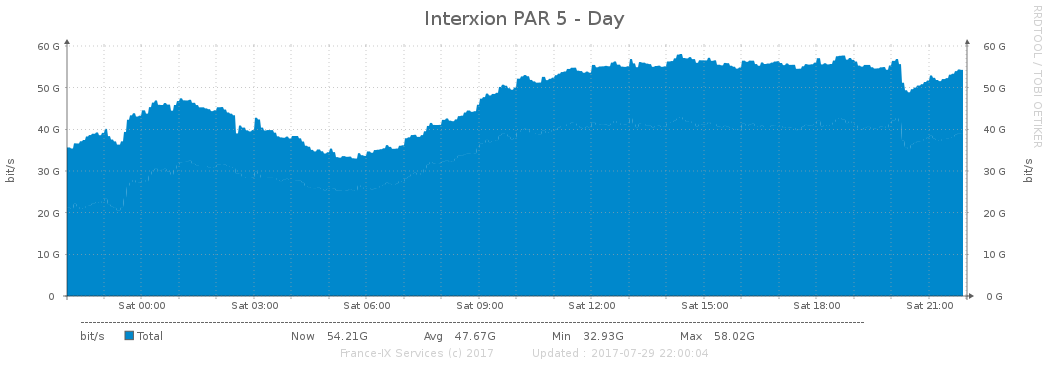 Interxion PAR 5 - Day
RRDTOOL / TOBI OETIKER
bit/s
60 G
50 G
40 G
30 G
20 G
10 G
0
60 G
50 G
40 G
30 G
20 G
10 G
0 G
bit/s
Sat 00:00 Sat 03:00 Sat 06:00 Sat 09:00 Sat 12:00 Sat 15:00 Sat 18:00 Sat 21:00
bit/s Total Now 54.21G Avg 47.67G Min 32.93G Max 58.02G
France-IX Services (c) 2017 Updated : 2017-07-29 22:00:04